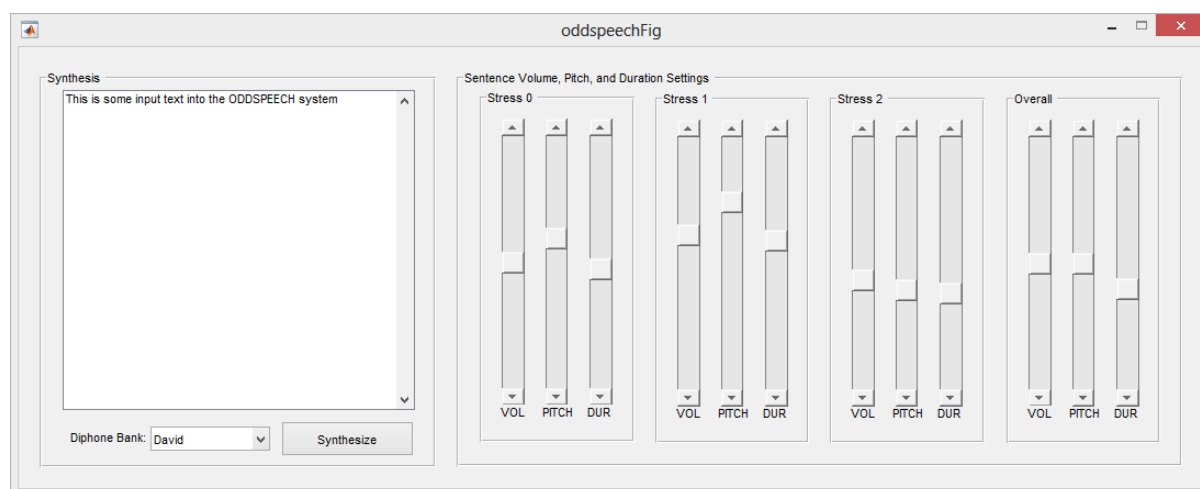 oddspeechFig
Synthesis
This is some input text into the ODDSPEECH system
Diphone Bank: David
Synthesize
Sentence Volume, Pitch, and Duration Settings
Stress 0
VOL PITCH DUR
Stress 1
VOL PITCH DUR
Stress 2
VOL PITCH DUR
Overall
VOL PITCH DUR